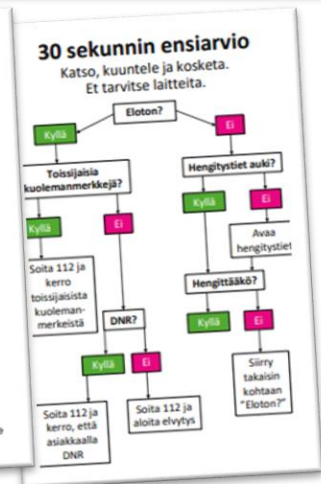 30 sekunnin ensiarvio
Katso, kuuntele ja kosketa.
Et tarvitse laitteita.
Eloton?
Kyllä
Ei
Toissijaisia
kuolemanmerkkejä?
Hengitystiet auki?
Kyllä
Ei
Kyllä
Ei
Avaa
hengitystiet
Soita 112 ja
kerro
toissijaisista
kuoleman-
merkeistä
DNR?
Hengittääkö?
Kyllä
Ei
Kyllä
Ei
Soita 112 ja
kerro, että
asiakkaalla
DNR
Soita 112 ja
aloita elvytys
Siirry
takaisin
kohtaan
"Eloton?"